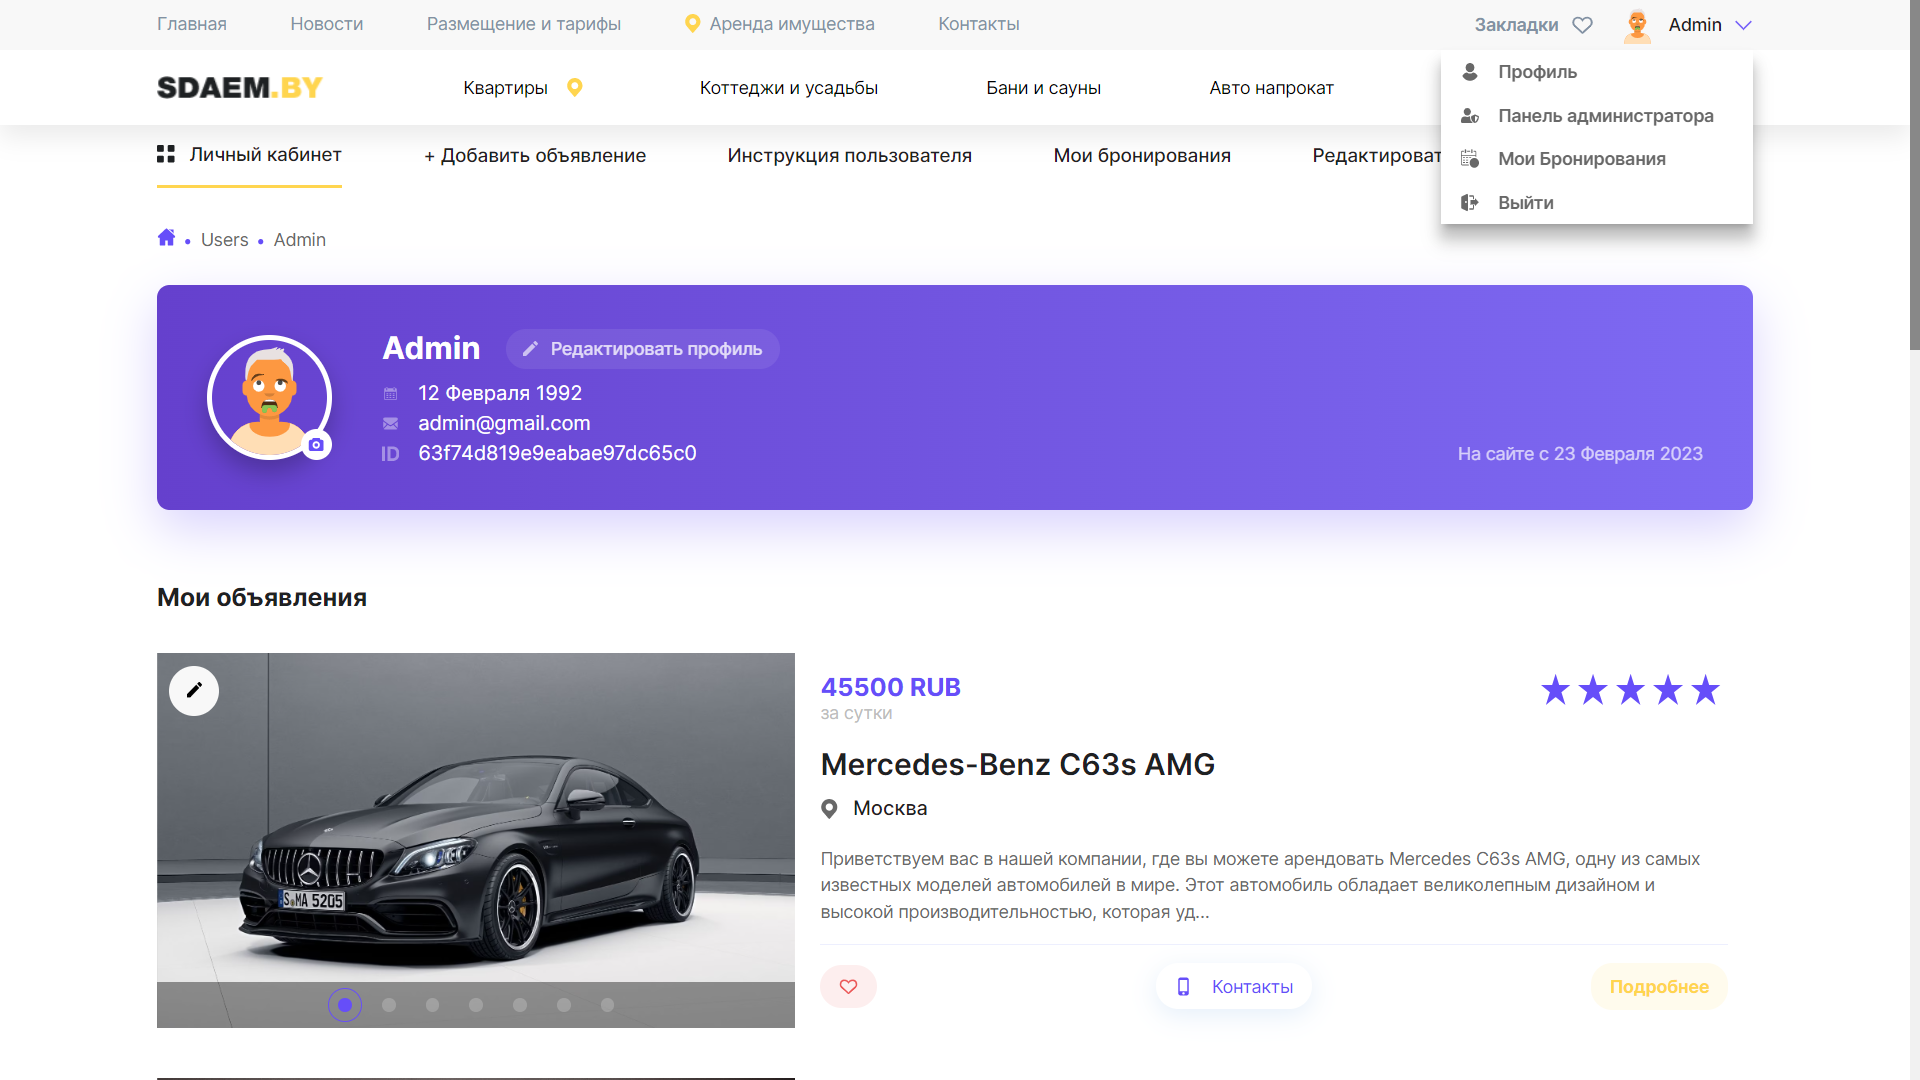 Главная
Новости
Размещение и тарифы
Аренда имущества
Контакты
Закладки
Admin
SDAEM.BY
Квартиры
Коттеджи и усадьбы
Бани и сауны
Авто напрокат
Профиль
Панель администратора
Мои Бронирования
Выйти
Личный кабинет
+ Добавить объявление
Инструкция пользователя
Мои бронирования
Редактироват
Users
Admin
Admin
Редактировать профиль
12 Февраля 1992
admin@gmail.com
ID 63f74d819e9eabae97dc65c0
На сайте с 23 Февраля 2023
Мои объявления
S MA 5205
45500 RUB
за сутки
Mercedes-Benz C63s AMG
Москва
Приветствуем вас в нашей компании, где вы можете арендовать Mercedes C63s AMG, одну из самых
известных моделей автомобилей в мире. Этот автомобиль обладает великолепным дизайном и
высокой производительностью, которая уд...
Контакты
Подробнее